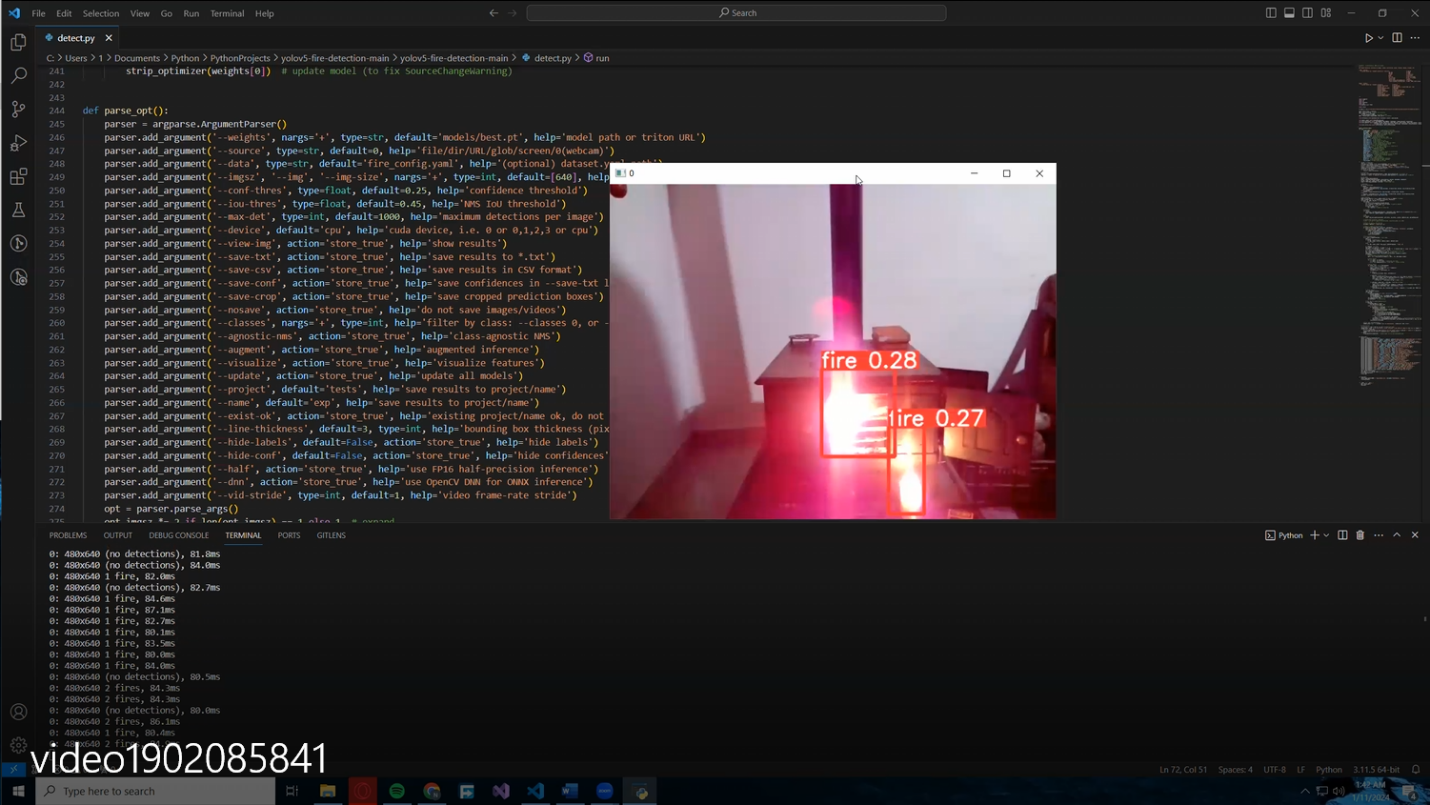 File Edit Selection View Go Run Terminal Help
Search
detect.py
C: > Users > 1 > Documents > Python > PythonProjects > yolov5-fire-detection-main > yolov5-fire-detection-main > detect.py > run
241 strip_optimizer(weights[0]) # update model (to fix SourceChangeWarning)
242
243
244 def parse_opt():
245 parser = argparse.ArgumentParser()
246 parser.add_argument('--weights', nargs='+', type=str, default='models/best.pt', help='model path or triton URL')
247 parser.add_argument('--source', type=str, default=0, help='file/dir/URL/glob/screen/0(webcam)')
248 parser.add_argument('--data', type=str, default='fire_config.yaml', help='(optional) dataset.yaml path')
249 parser.add_argument('--imgsz', '--img', '--img-size', nargs='+', type=int, default=[640], help
250 parser.add_argument('--conf-thres', type=float, default=0.25, help='confidence threshold')
251 parser.add_argument('--iou-thres', type=float, default=0.45, help='NMS IoU threshold')
252 parser.add_argument('--max-det', type=int, default=1000, help='maximum detections per image')
253 parser.add_argument('--device', default='cpu', help='cuda device, i.e. 0 or 0,1,2,3 or cpu')
254 parser.add_argument('--view-img', action='store_true', help='show results')
255 parser.add_argument('--save-txt', action='store_true', help='save results to *.txt')
256 parser.add_argument('--save-csv', action='store_true', help='save results in CSV format')
257 parser.add_argument('--save-conf', action='store_true', help='save confidences in --save-txt l
258 parser.add_argument('--save-crop', action='store_true', help='save cropped prediction boxes')
259 parser.add_argument('--nosave', action='store_true', help='do not save images/videos')
260 parser.add_argument('--classes', nargs='+', type=int, help='filter by class: --classes 0, or -
261 parser.add_argument('--agnostic-nms', action='store_true', help='class-agnostic NMS')
262 parser.add_argument('--augment', action='store_true', help='augmented inference')
263 parser.add_argument('--visualize', action='store_true', help='visualize features')
264 parser.add_argument('--update', action='store_true', help='update all models')
265 parser.add_argument('--project', default='tests', help='save results to project/name')
266 parser.add_argument('--name', default='exp', help='save results to project/name')
267 parser.add_argument('--exist-ok', action='store_true', help='existing project/name ok, do not
268 parser.add_argument('--line-thickness', default=3, type=int, help='bounding box thickness (pix
269 parser.add_argument('--hide-labels', default=False, action='store_true', help='hide labels')
270 parser.add_argument('--hide-conf', default=False, action='store_true', help='hide confidences'
271 parser.add_argument('--half', action='store_true', help='use FP16 half-precision inference')
272 parser.add_argument('--dnn', action='store_true', help='use OpenCV DNN for ONNX inference')
273 parser.add_argument('--vid-stride', type=int, default=1, help='video frame-rate stride')
274 opt = parser.parse_args()
275 opt.imgsz *= 2 if len(opt.imgsz) == 1 else 1 # expand
0
fire 0.28
fire 0.27
PROBLEMS OUTPUT DEBUG CONSOLE TERMINAL PORTS GITLENS
Python
0: 480x640 (no detections), 81.8ms
0: 480x640 (no detections), 84.0ms
0: 480x640 1 fire, 82.0ms
0: 480x640 (no detections), 82.7ms
0: 480x640 1 fire, 84.6ms
0: 480x640 1 fire, 87.1ms
0: 480x640 1 fire, 82.7ms
0: 480x640 1 fire, 80.1ms
0: 480x640 1 fire, 83.5ms
0: 480x640 1 fire, 80.0ms
0: 480x640 1 fire, 84.0ms
0: 480x640 (no detections), 80.5ms
0: 480x640 2 fires, 84.3ms
0: 480x640 2 fires, 84.3ms
0: 480x640 (no detections), 80.0ms
0: 480x640 2 fires, 86.1ms
0: 480x640 1 fire, 80.4ms
0: 480x640 2 fires,
video1902085841
Ln 72, Col 51 Spaces: 4 UTF-8 LF Python 3.11.5 64-bit
Type here to search